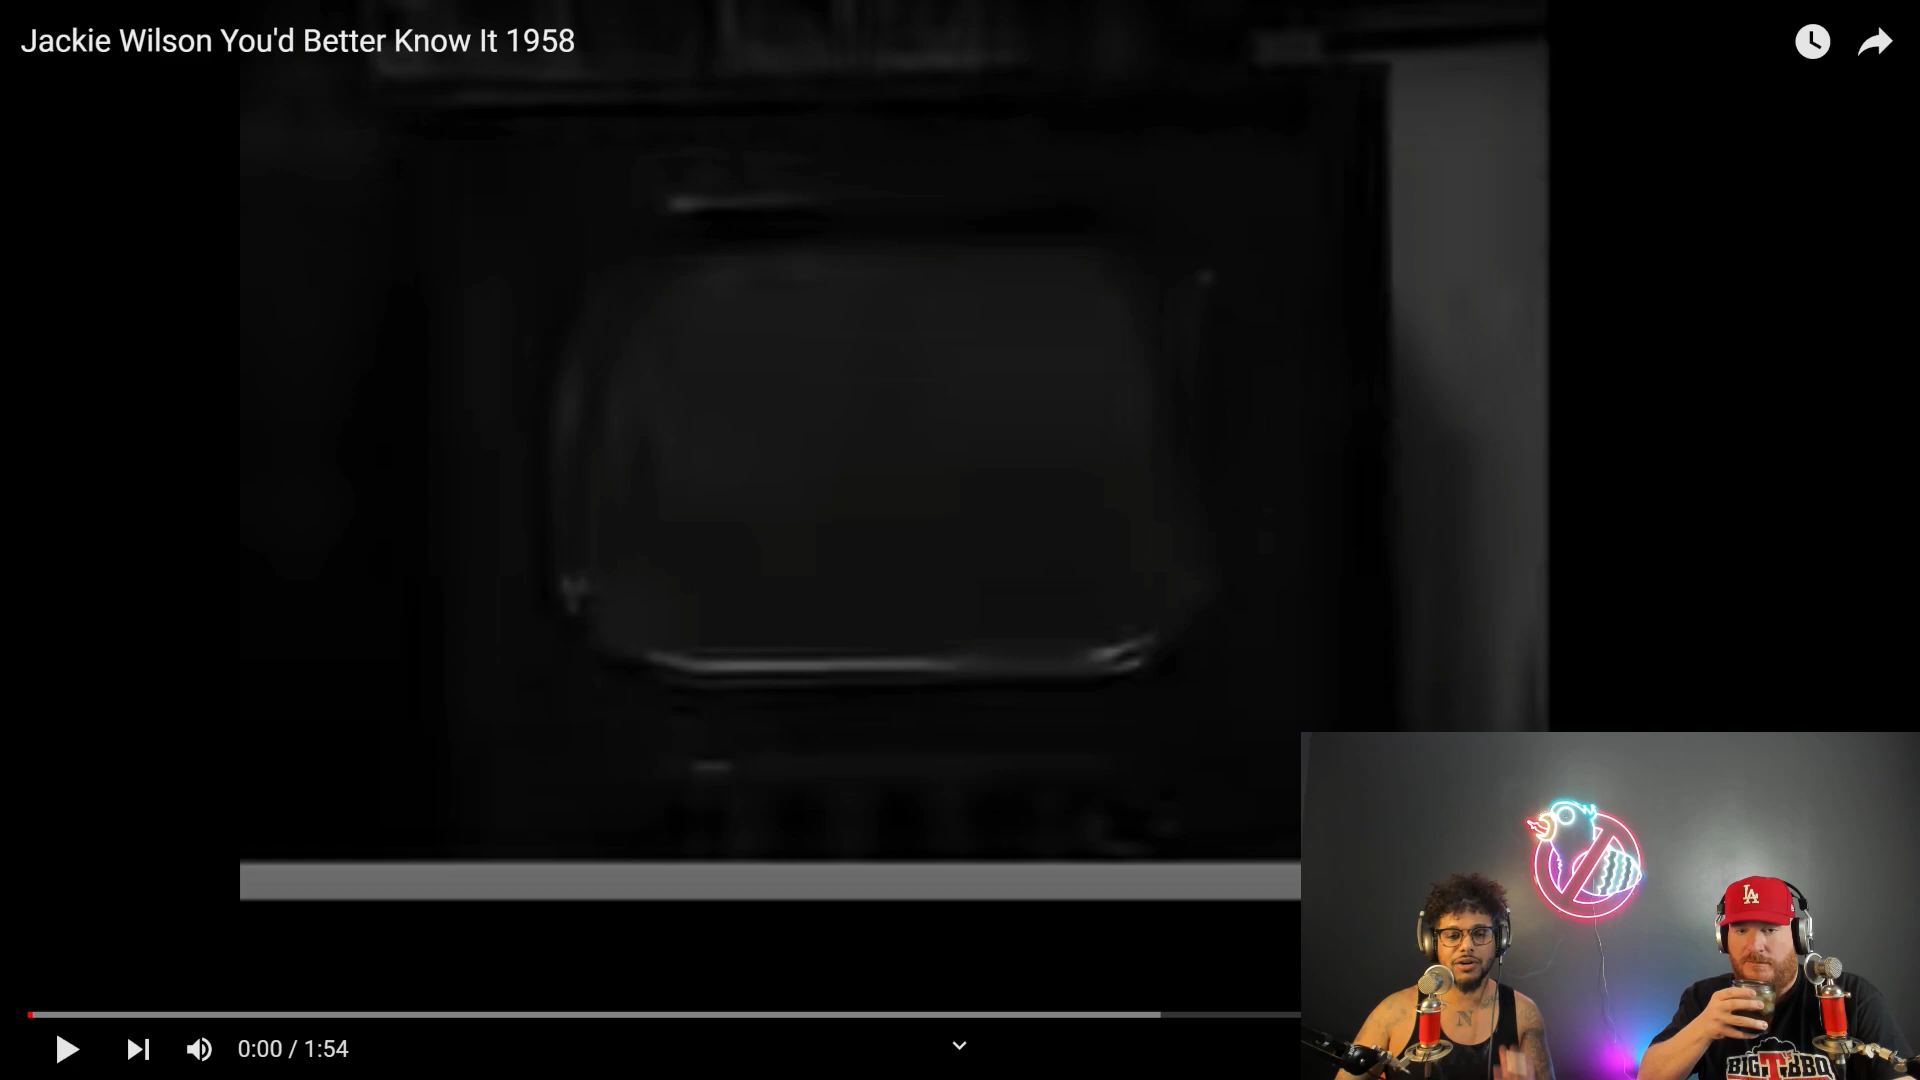 Jackie Wilson You'd Better Know It 1958
LA
N
BIG T'S BBQ
0:00 / 1:54